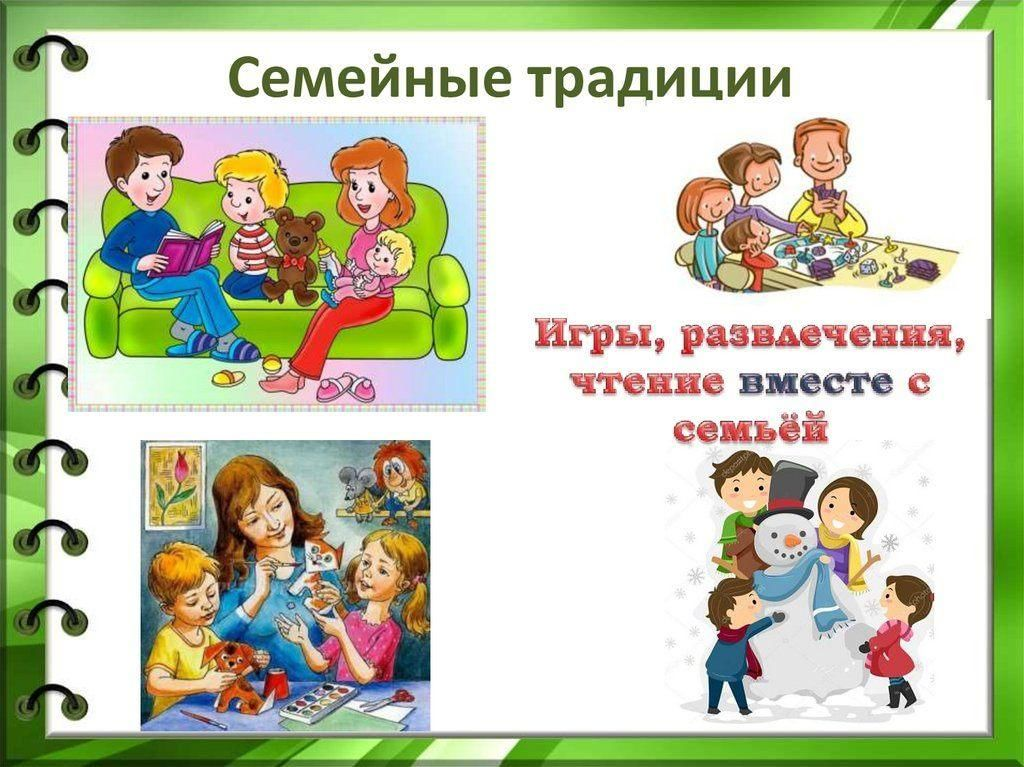 Семейные традиции
Игры, развлечения,
чтение вместе с
семьёй